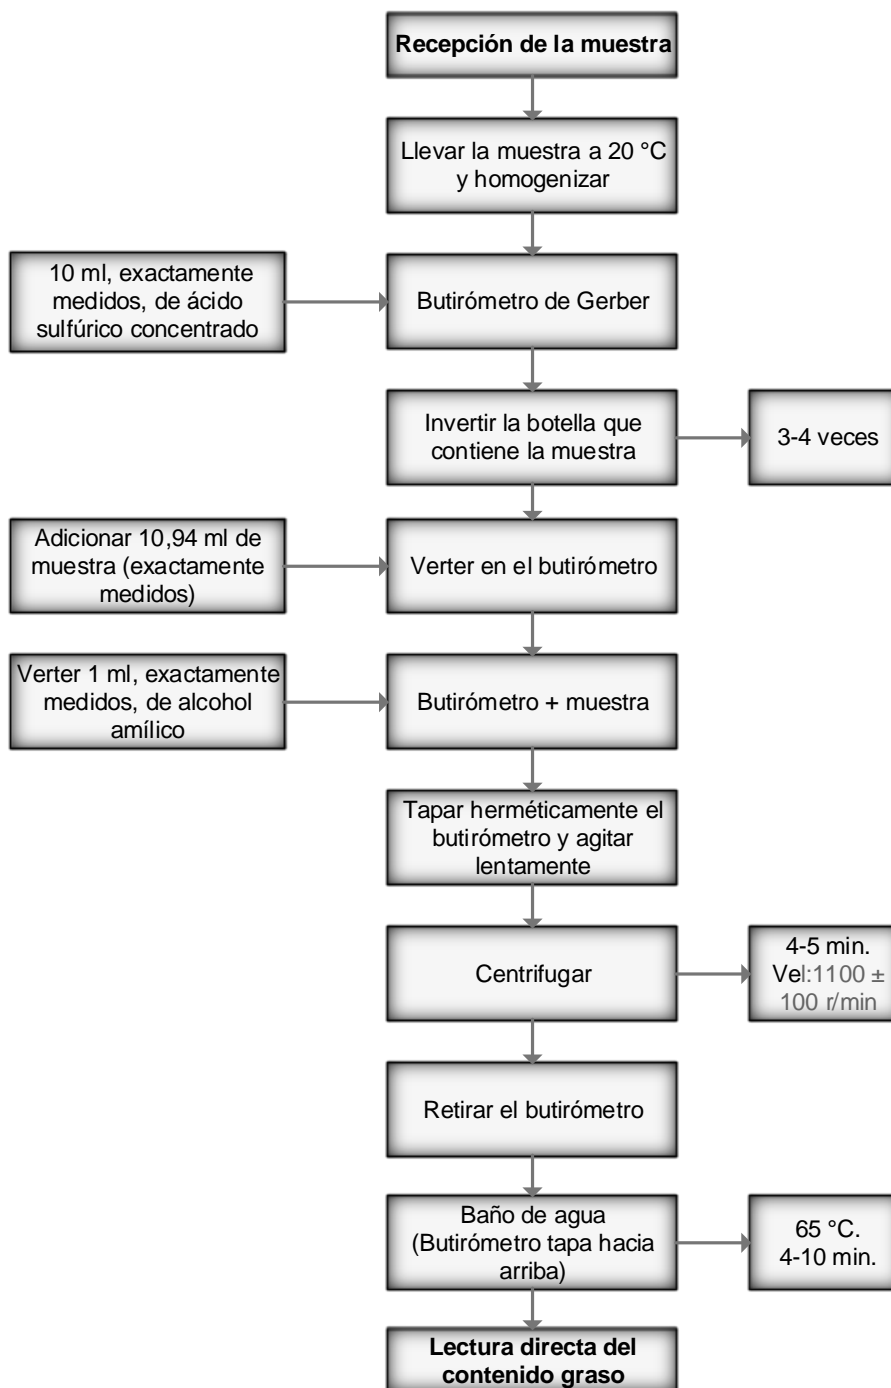 Recepción de la muestra
Llevar la muestra a 20 °C
y homogenizar
10 ml, exactamente
medidos, de ácido
sulfúrico concentrado
Butirómetro de Gerber
Invertir la botella que
contiene la muestra
3-4 veces
Adicionar 10,94 ml de
muestra (exactamente
medidos)
Verter en el butirómetro
Verter 1 ml, exactamente
medidos, de alcohol
amílico
Butirómetro + muestra
Tapar herméticamente el
butirómetro y agitar
lentamente
Centrifugar
4-5 min.
Vel:1100 ±
100 r/min
Retirar el butirómetro
Baño de agua
(Butirómetro tapa hacia
arriba)
65 °C.
4-10 min.
Lectura directa del
contenido graso